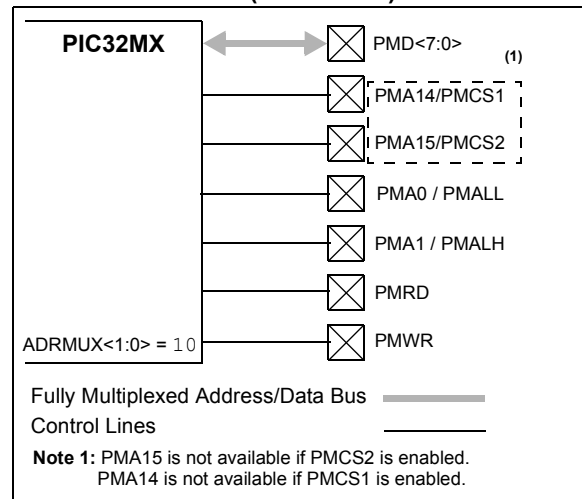 PIC32MX
PMD<7:0>
(1)
PMA14/PMCS1
PMA15/PMCS2
PMA0 / PMALL
PMA1 / PMALH
PMRD
ADRMUX<1:0> = 10
PMWR
Fully Multiplexed Address/Data Bus
Control Lines
Note 1: PMA15 is not available if PMCS2 is enabled.
PMA14 is not available if PMCS1 is enabled.